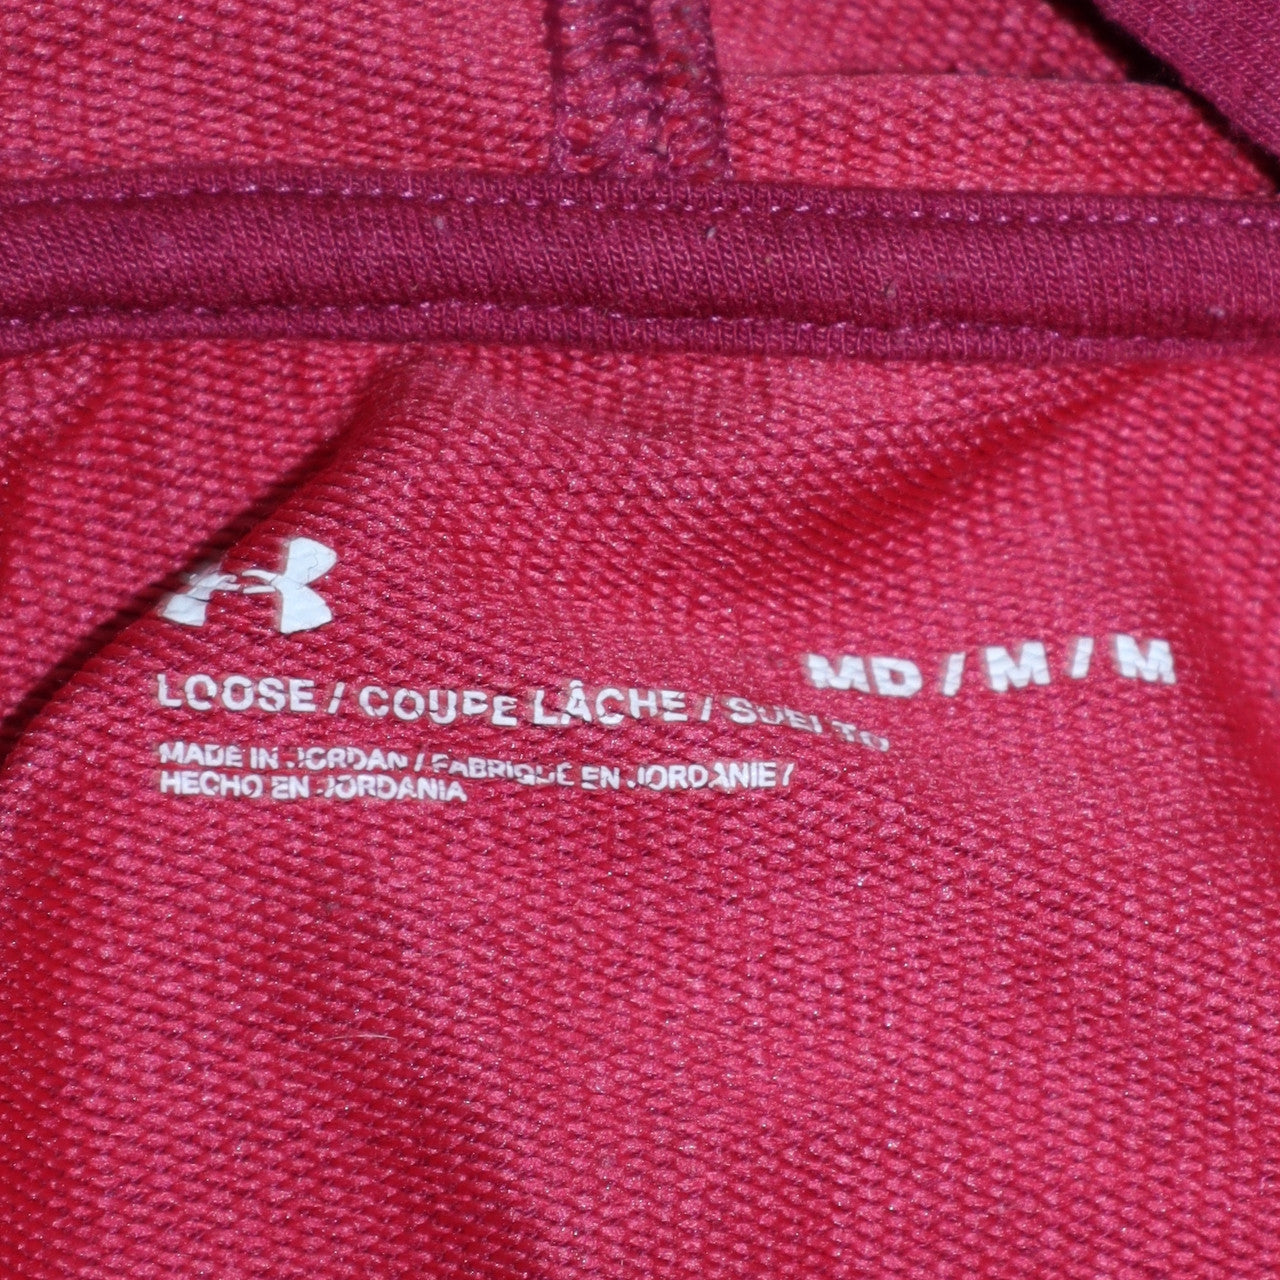 MD / M / M
LOOSE / COUPE LÂCHE / SUELTO
MADE IN JORDAN / FABRIQUÉ EN JORDANIE /
HECHO EN JORDANIA